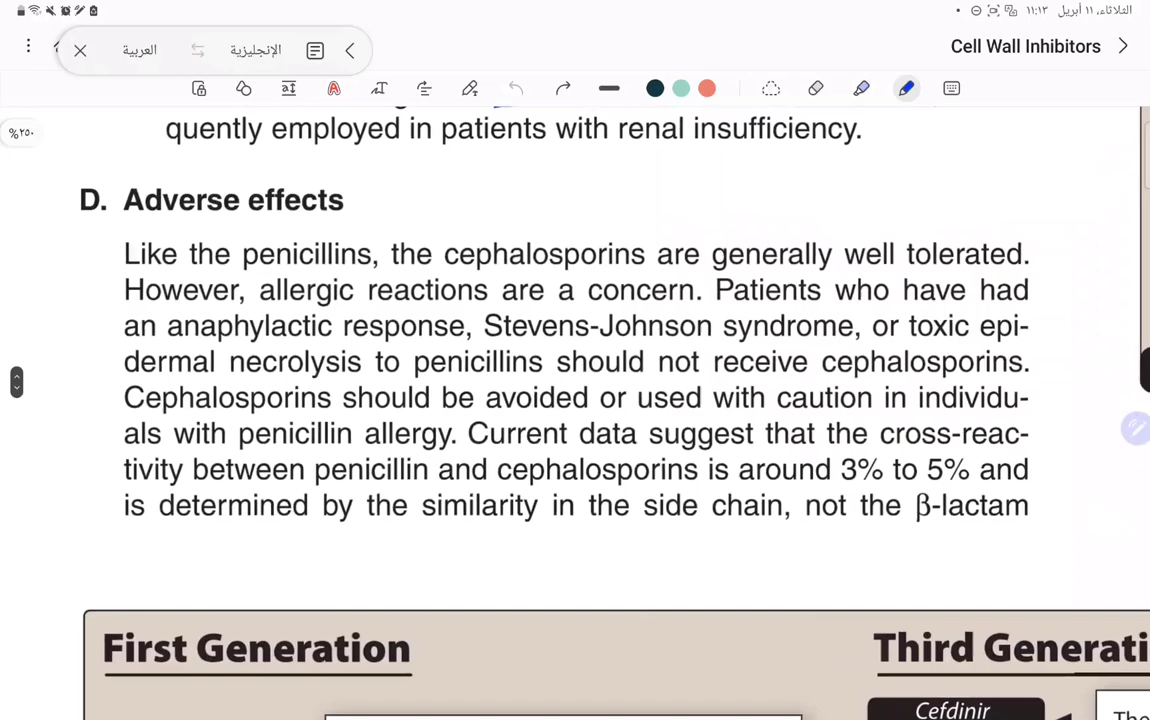 الثلاثاء، ١١ أبريل ١١:١٣
العربية
الإنجليزية
Cell Wall Inhibitors
٪٢٥٠
quently employed in patients with renal insufficiency.
D. Adverse effects
Like the penicillins, the cephalosporins are generally well tolerated.
However, allergic reactions are a concern. Patients who have had
an anaphylactic response, Stevens-Johnson syndrome, or toxic epi-
dermal necrolysis to penicillins should not receive cephalosporins.
Cephalosporins should be avoided or used with caution in individu-
als with penicillin allergy. Current data suggest that the cross-reac-
tivity between penicillin and cephalosporins is around 3% to 5% and
is determined by the similarity in the side chain, not the β-lactam
First Generation
Third Generati
Cefdinir
The